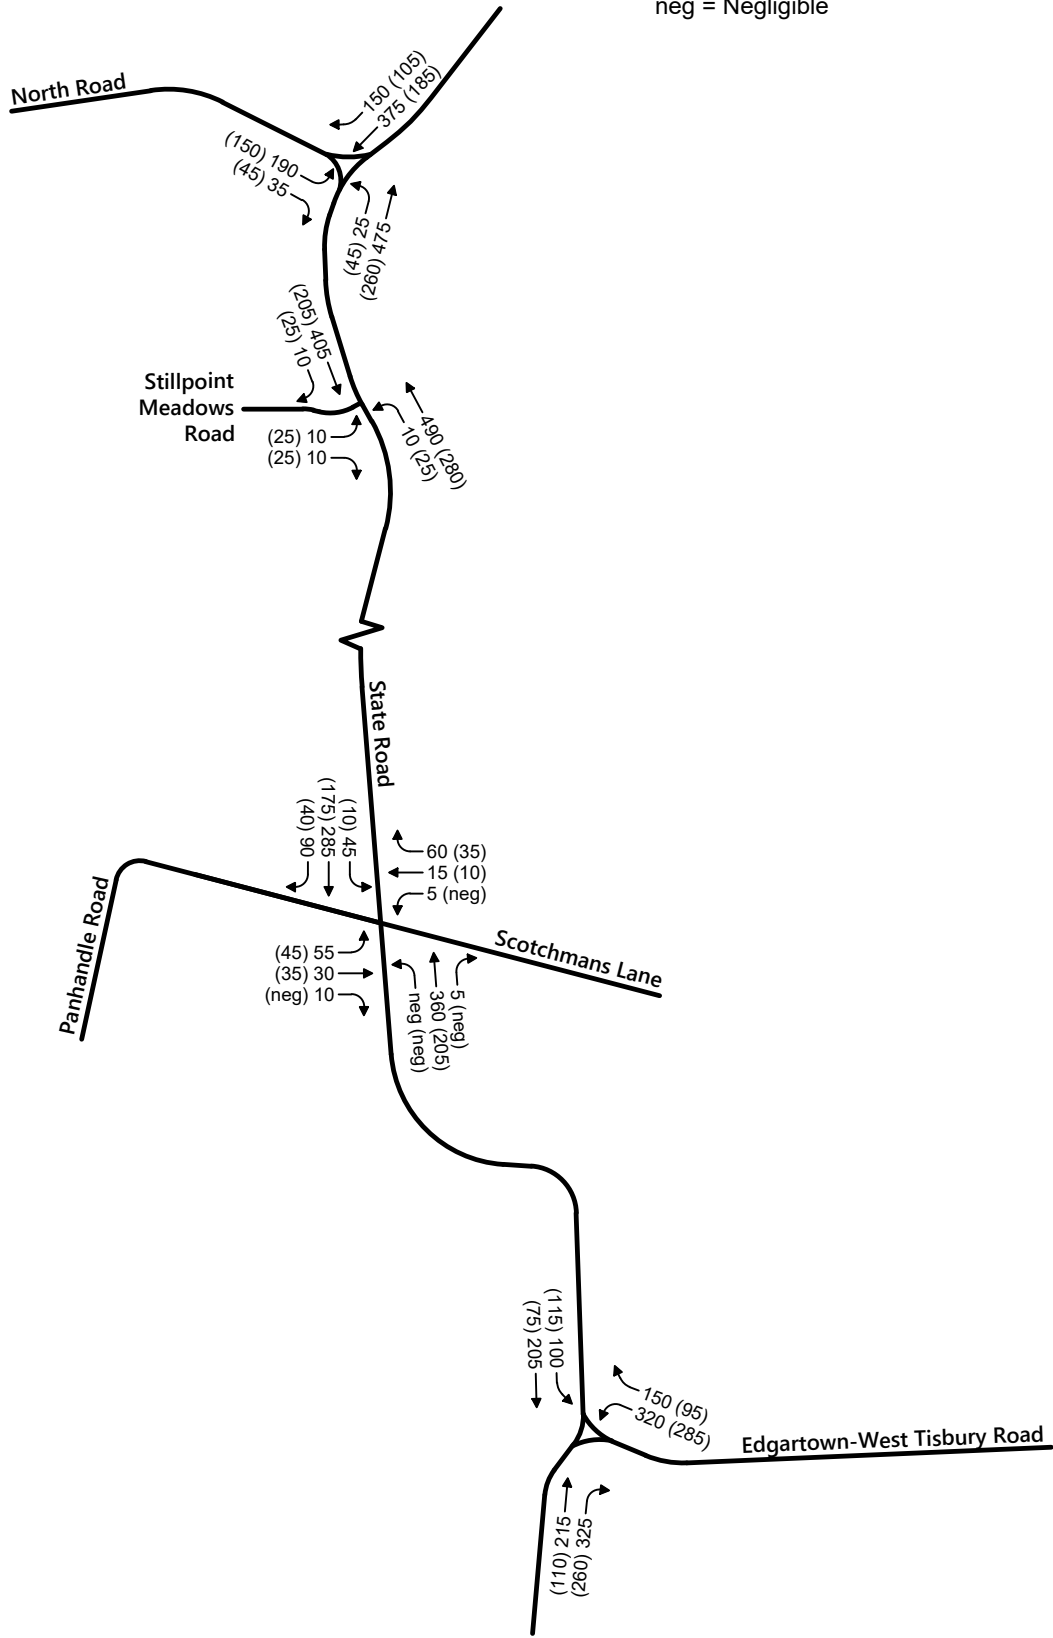 neg = Negligible
North Road
150 (105)
375 (185)
(150) 190
(45) 35
(45) 25
(260) 475
(205) 405
(25) 10
Stillpoint
Meadows
Road
(25) 10
(25) 10
490 (280)
10 (25)
State Road
(10) 45
(175) 285
(40) 90
60 (35)
15 (10)
5 (neg)
Panhandle Road
(45) 55
(35) 30
(neg) 10
Scotchmans Lane
5 (neg)
360 (205)
neg (neg)
(115) 100
(75) 205
150 (95)
320 (285)
Edgartown-West Tisbury Road
(110) 215
(260) 325